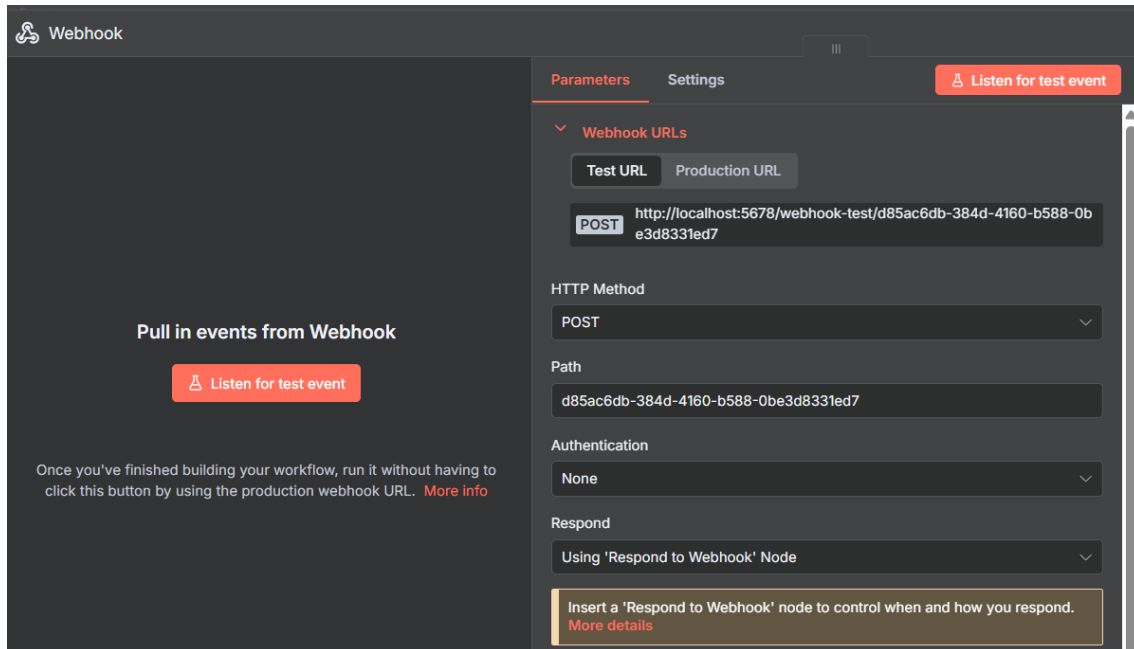 Webhook
Parameters
Settings
Listen for test event
Webhook URLs
Test URL
Production URL
POST
http://localhost:5678/webhook-test/d85ac6db-384d-4160-b588-0b
e3d8331ed7
HTTP Method
POST
Path
d85ac6db-384d-4160-b588-0be3d8331ed7
Authentication
None
Respond
Using 'Respond to Webhook' Node
Insert a 'Respond to Webhook' node to control when and how you respond.
More details
Pull in events from Webhook
Listen for test event
Once you've finished building your workflow, run it without having to
click this button by using the production webhook URL. More info